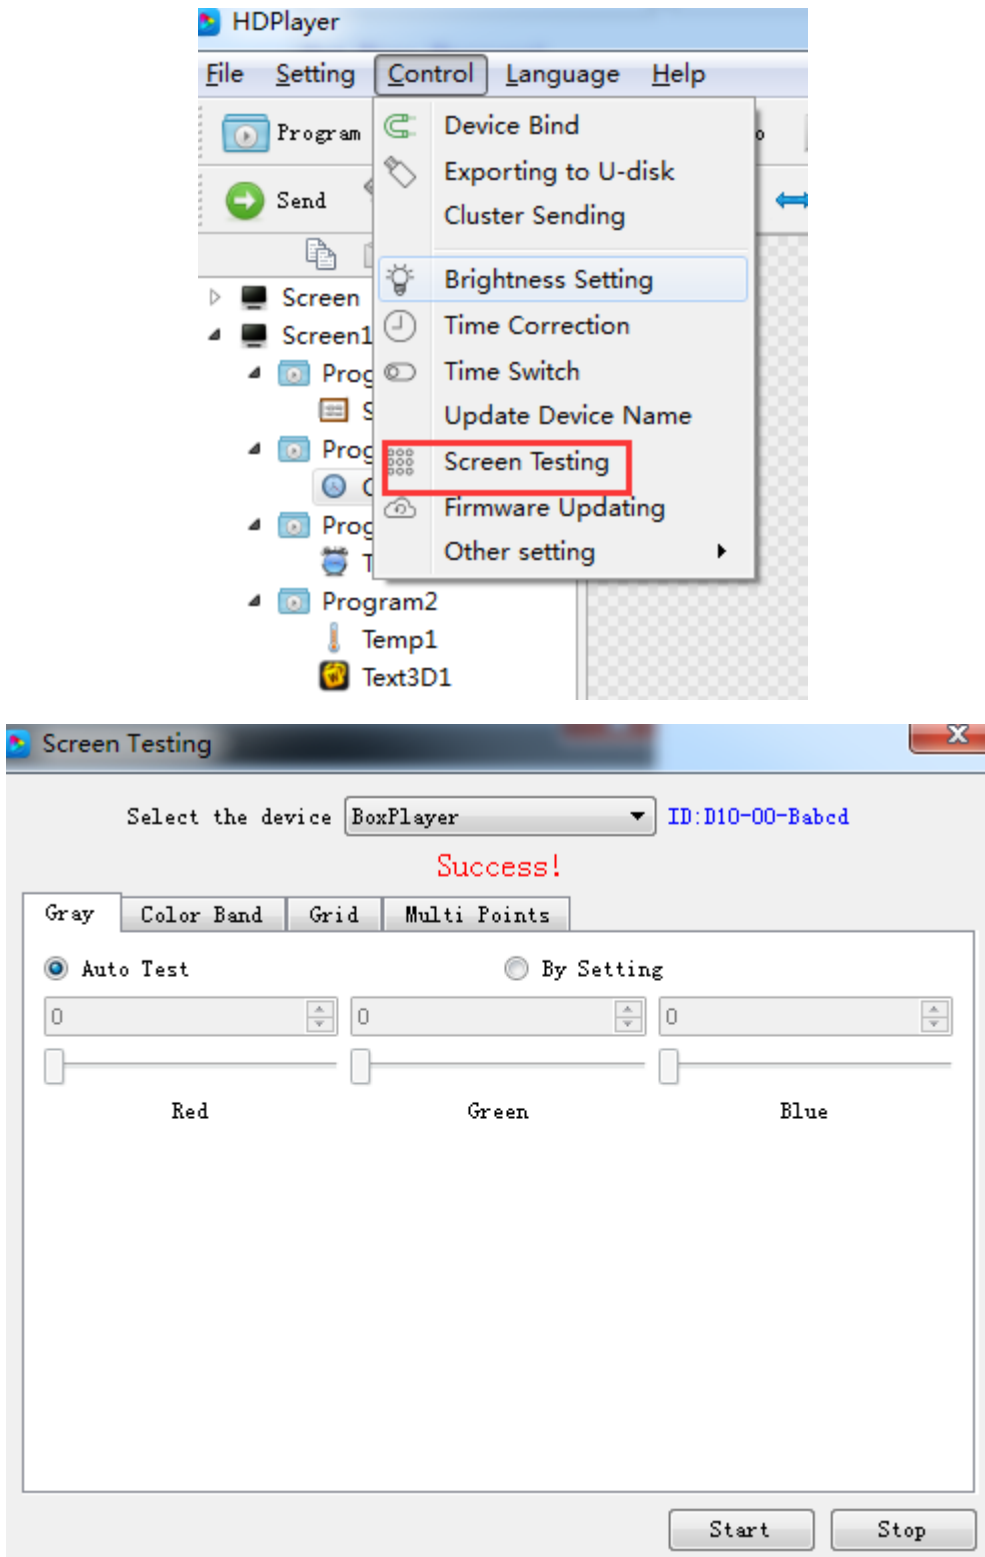 HDPlayer
File Setting Control Language Help
Program
Device Bind
Exporting to U-disk
Send
Cluster Sending
Brightness Setting
Screen
Time Correction
Screen1
Time Switch
Update Device Name
Screen Testing
Firmware Updating
Other setting
Program2
Temp1
Text3D1
Screen Testing
Select the device BoxPlayer ID:D10-00-Babcd
Success!
Gray Color Band Grid Multi Points
Auto Test By Setting
0 0 0
Red Green Blue
Start Stop